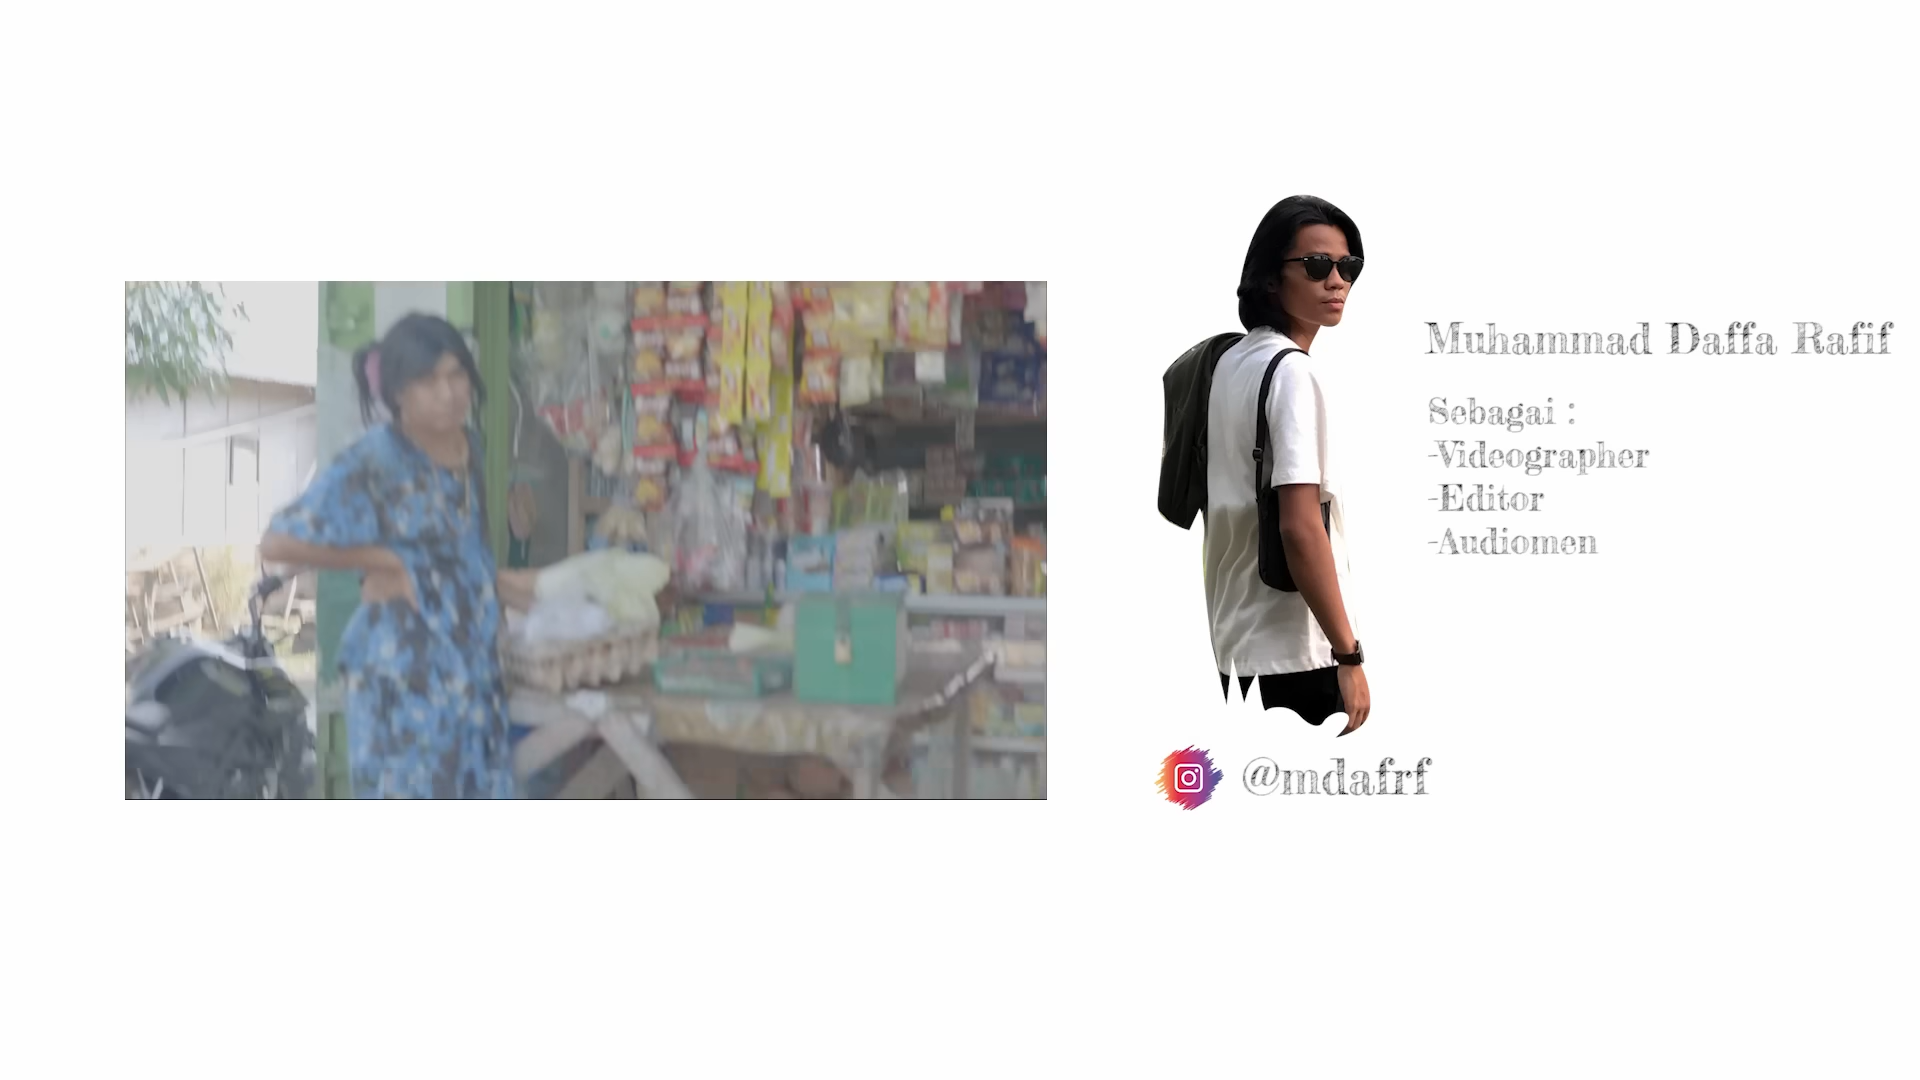 Muhammad Daffa Rafif
Sebagai :
-Videographer
-Editor
-Audiomen
@mdafrf